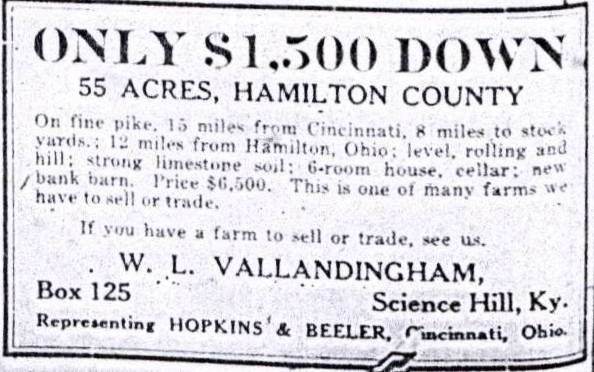 ONLY $1,500 DOWN
55 ACRES, HAMILTON COUNTY
On fine pike, 15 miles from Cincinnati, 8 miles to stock
yards.; 12 miles from Hamilton, Ohio; level, rolling and
hill; strong limestone soil; 6-room house, cellar; new
bank barn. Price $6,500. This is one of many farms we
have to sell or trade.
If you have a farm to sell or trade, see us.
W. L. VALLANDINGHAM,
Box 125 Science Hill, Ky.
Representing HOPKINS & BEELER, Cincinnati, Ohio.